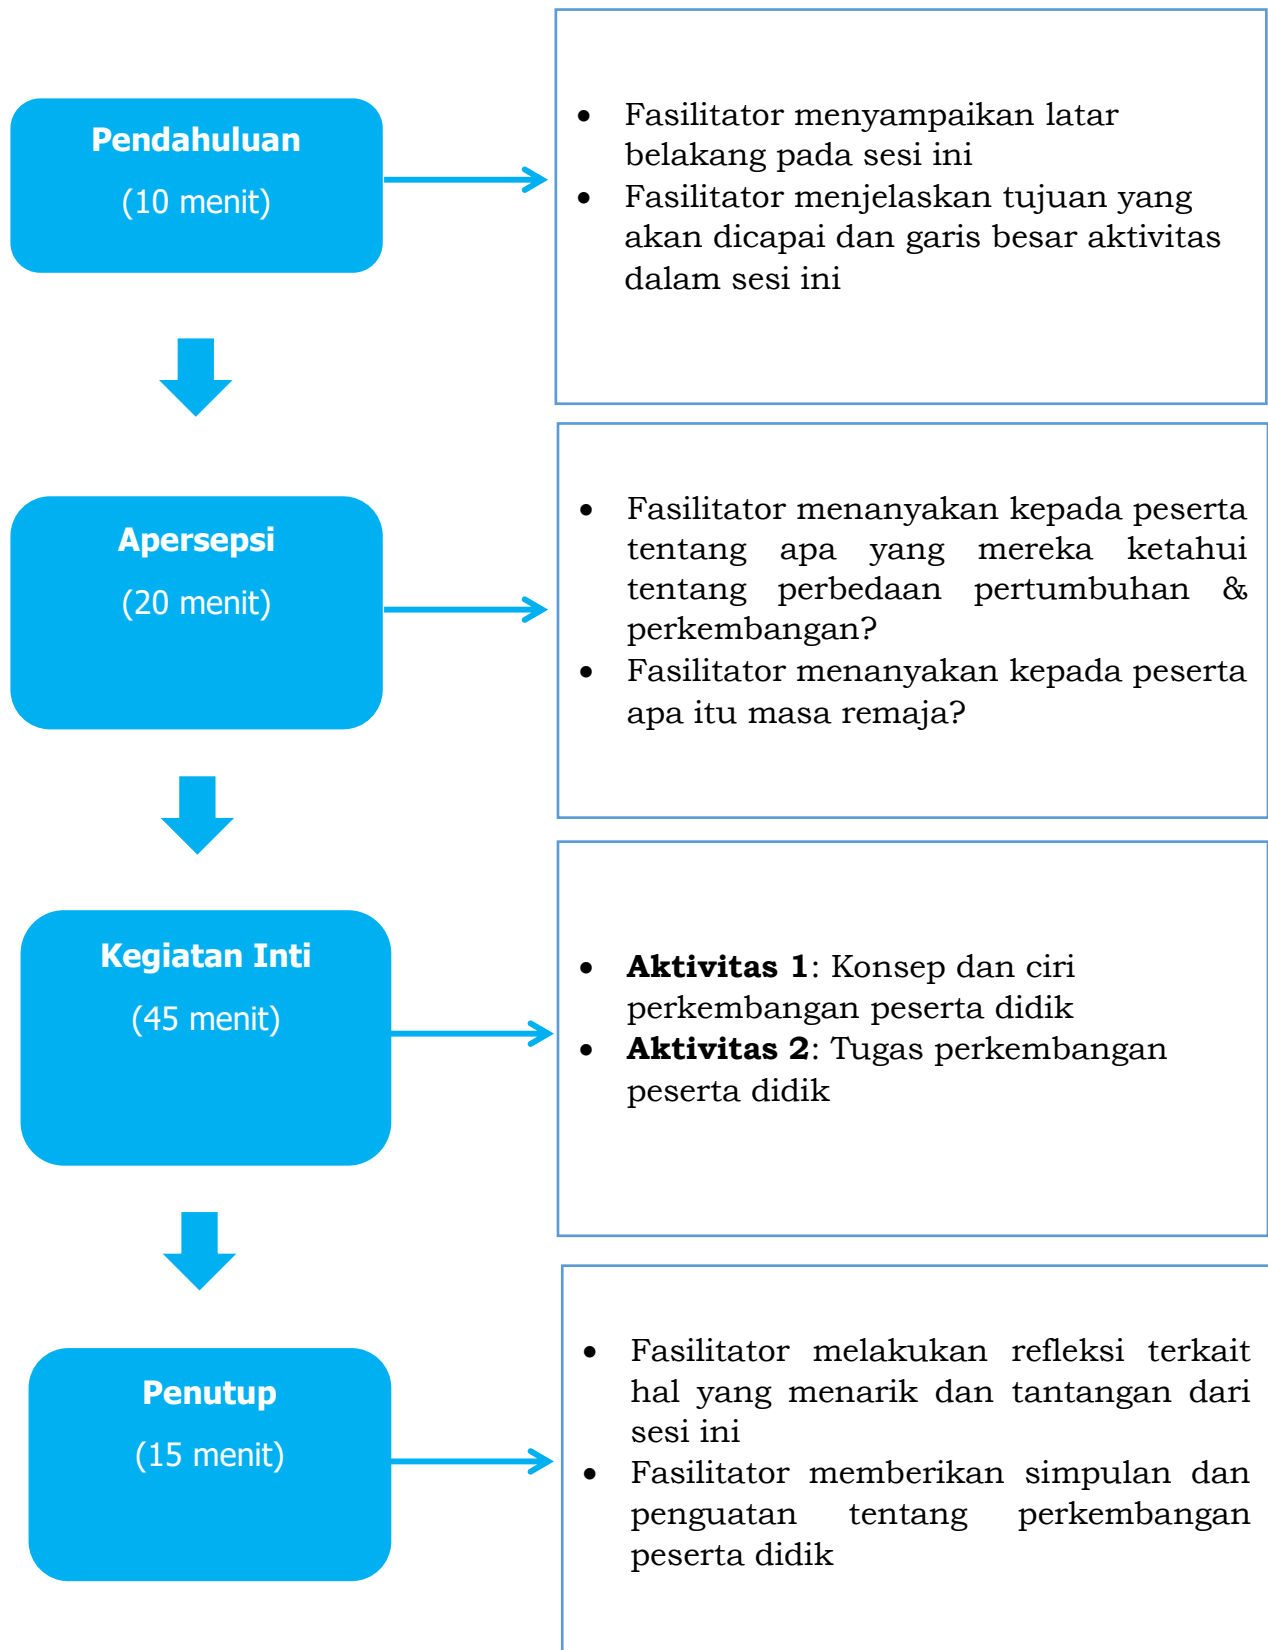 Pendahuluan
(10 menit)
• Fasilitator menyampaikan latar
belakang pada sesi ini
• Fasilitator menjelaskan tujuan yang
akan dicapai dan garis besar aktivitas
dalam sesi ini
Apersepsi
(20 menit)
• Fasilitator menanyakan kepada peserta
tentang apa yang mereka ketahui
tentang perbedaan pertumbuhan &
perkembangan?
• Fasilitator menanyakan kepada peserta
apa itu masa remaja?
Kegiatan Inti
(45 menit)
• Aktivitas 1: Konsep dan ciri
perkembangan peserta didik
• Aktivitas 2: Tugas perkembangan
peserta didik
Penutup
(15 menit)
• Fasilitator melakukan refleksi terkait
hal yang menarik dan tantangan dari
sesi ini
• Fasilitator memberikan simpulan dan
penguatan tentang perkembangan
peserta didik